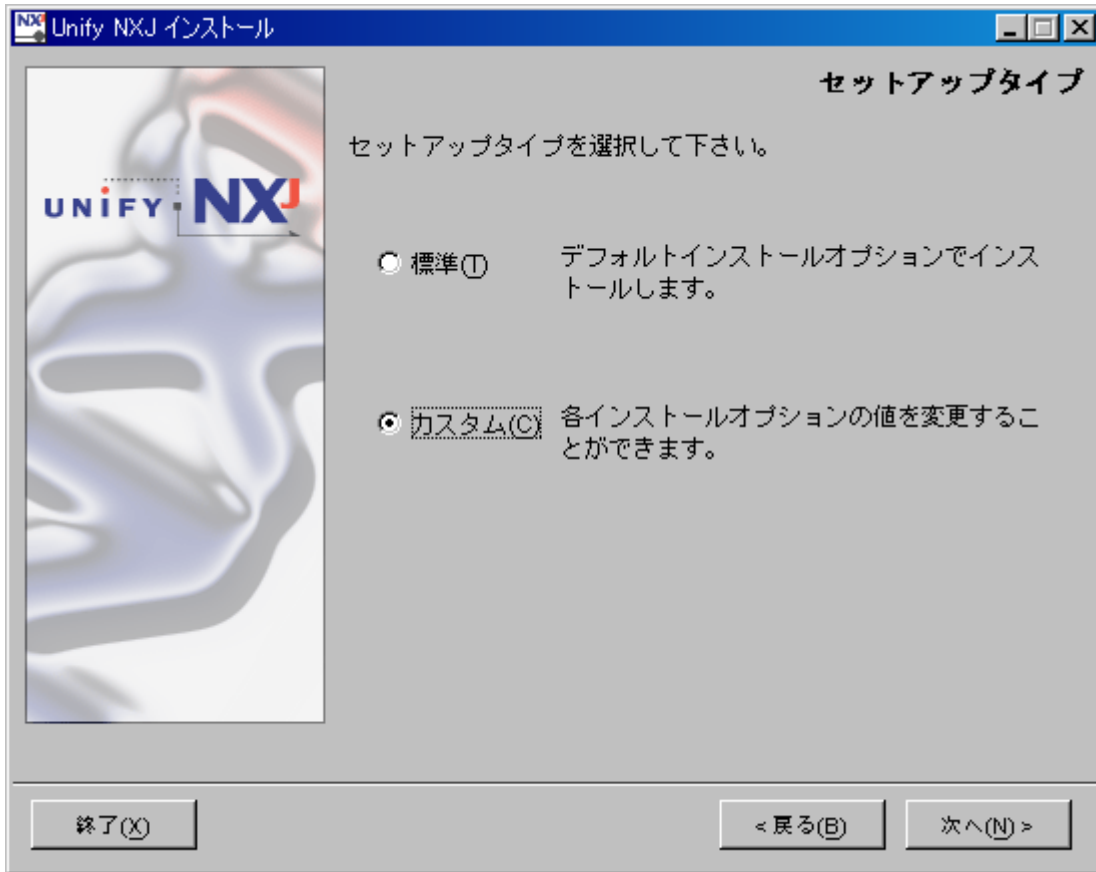 Unify NXJ インストール
セットアップタイプ
セットアップタイプを選択して下さい。
UNiFY NXJ
標準(T)
デフォルトインストールオプションでインス
トールします。
カスタム(C)
各インストールオプションの値を変更するこ
とができます。
終了(X)
< 戻る(B)
次へ(N) >